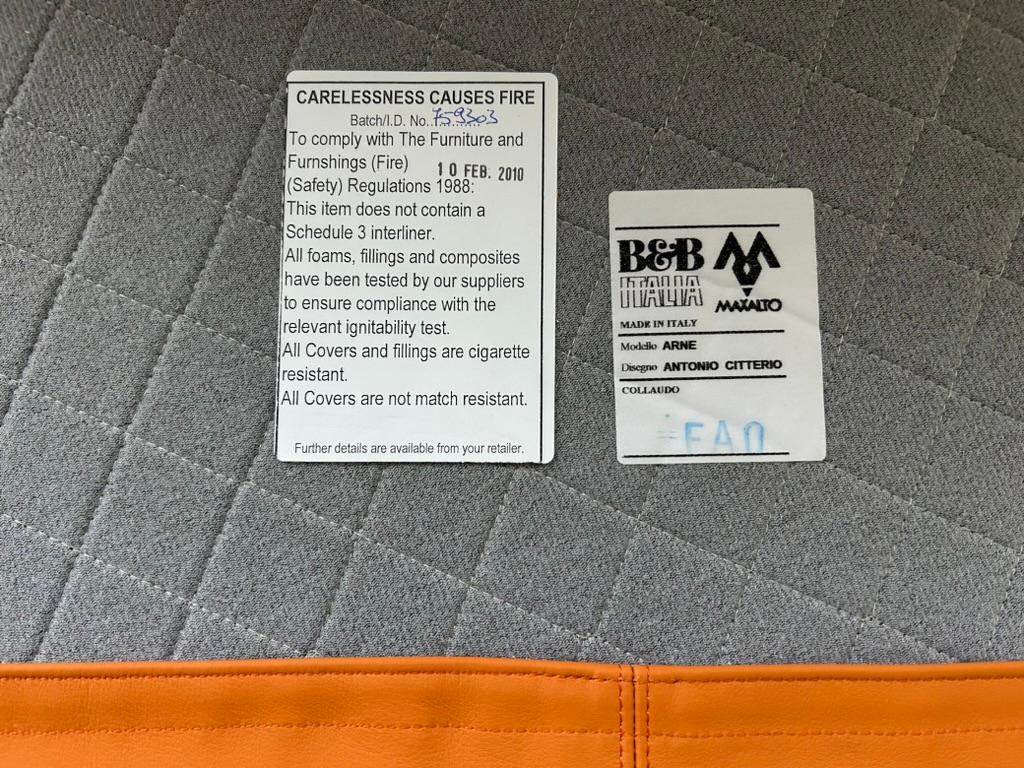 CARELESSNESS CAUSES FIRE
Batch/I.D. No. 759303
To comply with The Furniture and
Furnshings (Fire)
10 FEB. 2010
(Safety) Regulations 1988:
This item does not contain a
Schedule 3 interliner.
All foams, fillings and composites
have been tested by our suppliers
to ensure compliance with the
relevant ignitability test.
All Covers and fillings are cigarette
resistant.
All Covers are not match resistant.
Further details are available from your retailer.
B&B
ITALIA
MAXALTO
MADE IN ITALY
Modello ARNE
Disegno ANTONIO CITTERIO
COLLAUDO